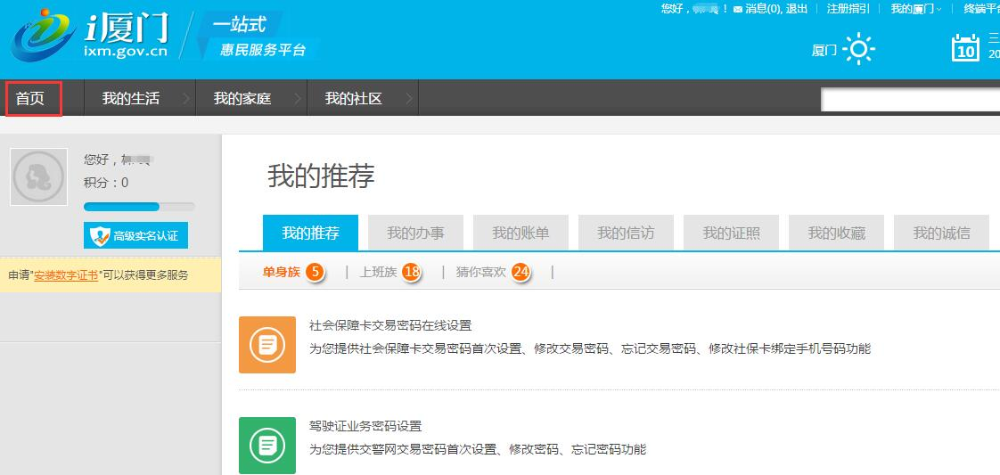 i厦门
ixm.gov.cn
一站式
惠民服务平台
您好， ！ 消息(0), 退出 | 注册指引 | 我的厦门 | 终端平台
厦门
10
三
20
首页
我的生活
我的家庭
我的社区
您好，
积分：0
高级实名认证
申请"安装数字证书"可以获得更多服务
我的推荐
我的推荐
我的办事
我的账单
我的信访
我的证照
我的收藏
我的诚信
单身族 5 | 上班族 18 | 猜你喜欢 24 |
社会保障卡交易密码在线设置
为您提供社会保障卡交易密码首次设置、修改交易密码、忘记交易密码、修改社保卡绑定手机号码功能
驾驶证业务密码设置
为您提供交警网交易密码首次设置、修改密码、忘记密码功能